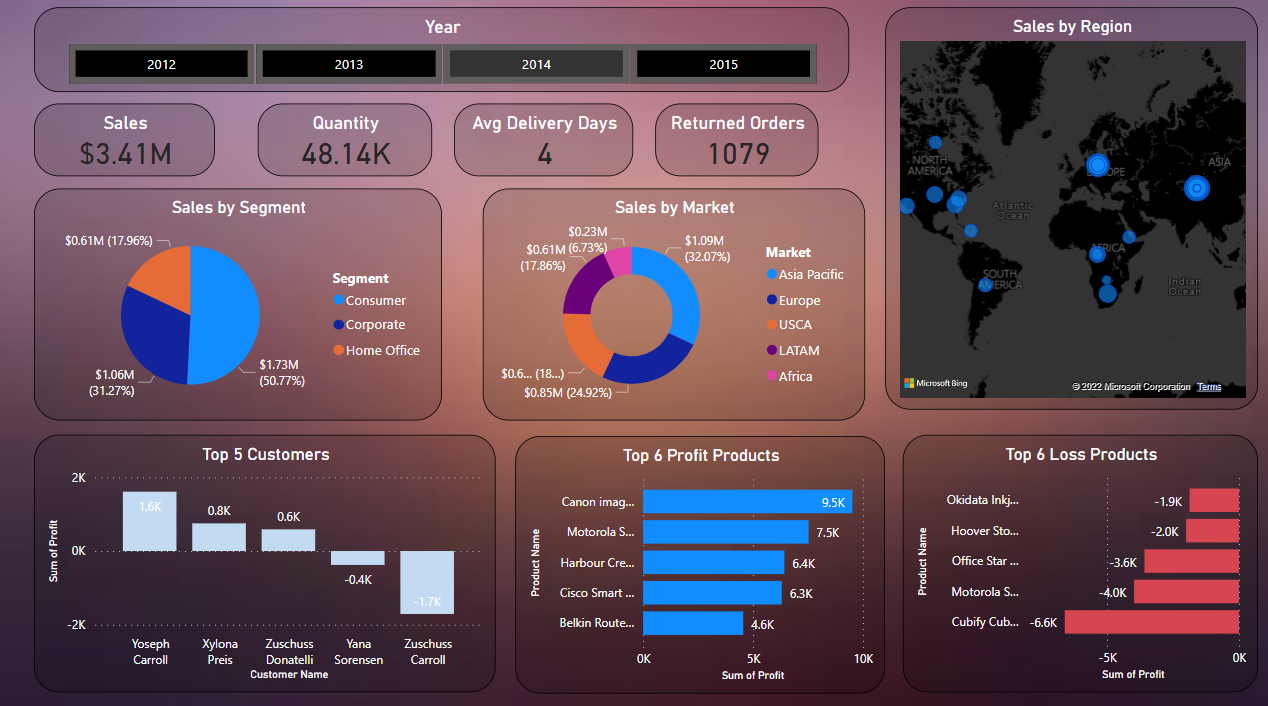 Year
2012
2013
2014
2015
Sales
$3.41M
Quantity
48.14K
Avg Delivery Days
4
Returned Orders
1079
Sales by Region
NORTH
AMERICA
EUROPE
ASIA
Atlantic
Ocean
AFRICA
SOUTH
AMERICA
Indian
Ocean
Microsoft Bing
© 2022 Microsoft Corporation Terms
Sales by Segment
$0.61M (17.96%)
$1.06M
(31.27%)
$1.73M
(50.77%)
Segment
Consumer
Corporate
Home Office
Sales by Market
$0.23M
(6.73%)
$0.61M
(17.86%)
$1.09M
(32.07%)
$0.6... (18...)
$0.85M (24.92%)
Market
Asia Pacific
Europe
USCA
LATAM
Africa
Top 5 Customers
Sum of Profit
2K
0K
-2K
1.6K
0.8K
0.6K
-0.4K
-1.7K
Yoseph
Carroll
Xylona
Preis
Zuschuss
Donatelli
Yana
Sorensen
Zuschuss
Carroll
Customer Name
Top 6 Profit Products
Product Name
Canon imag...
9.5K
Motorola S...
7.5K
Harbour Cre...
6.4K
Cisco Smart ...
6.3K
Belkin Route...
4.6K
0K
5K
10K
Sum of Profit
Top 6 Loss Products
Product Name
Okidata Inkj...
-1.9K
Hoover Sto...
-2.0K
Office Star ...
-3.6K
Motorola S...
-4.0K
Cubify Cub...
-6.6K
-5K
0K
Sum of Profit